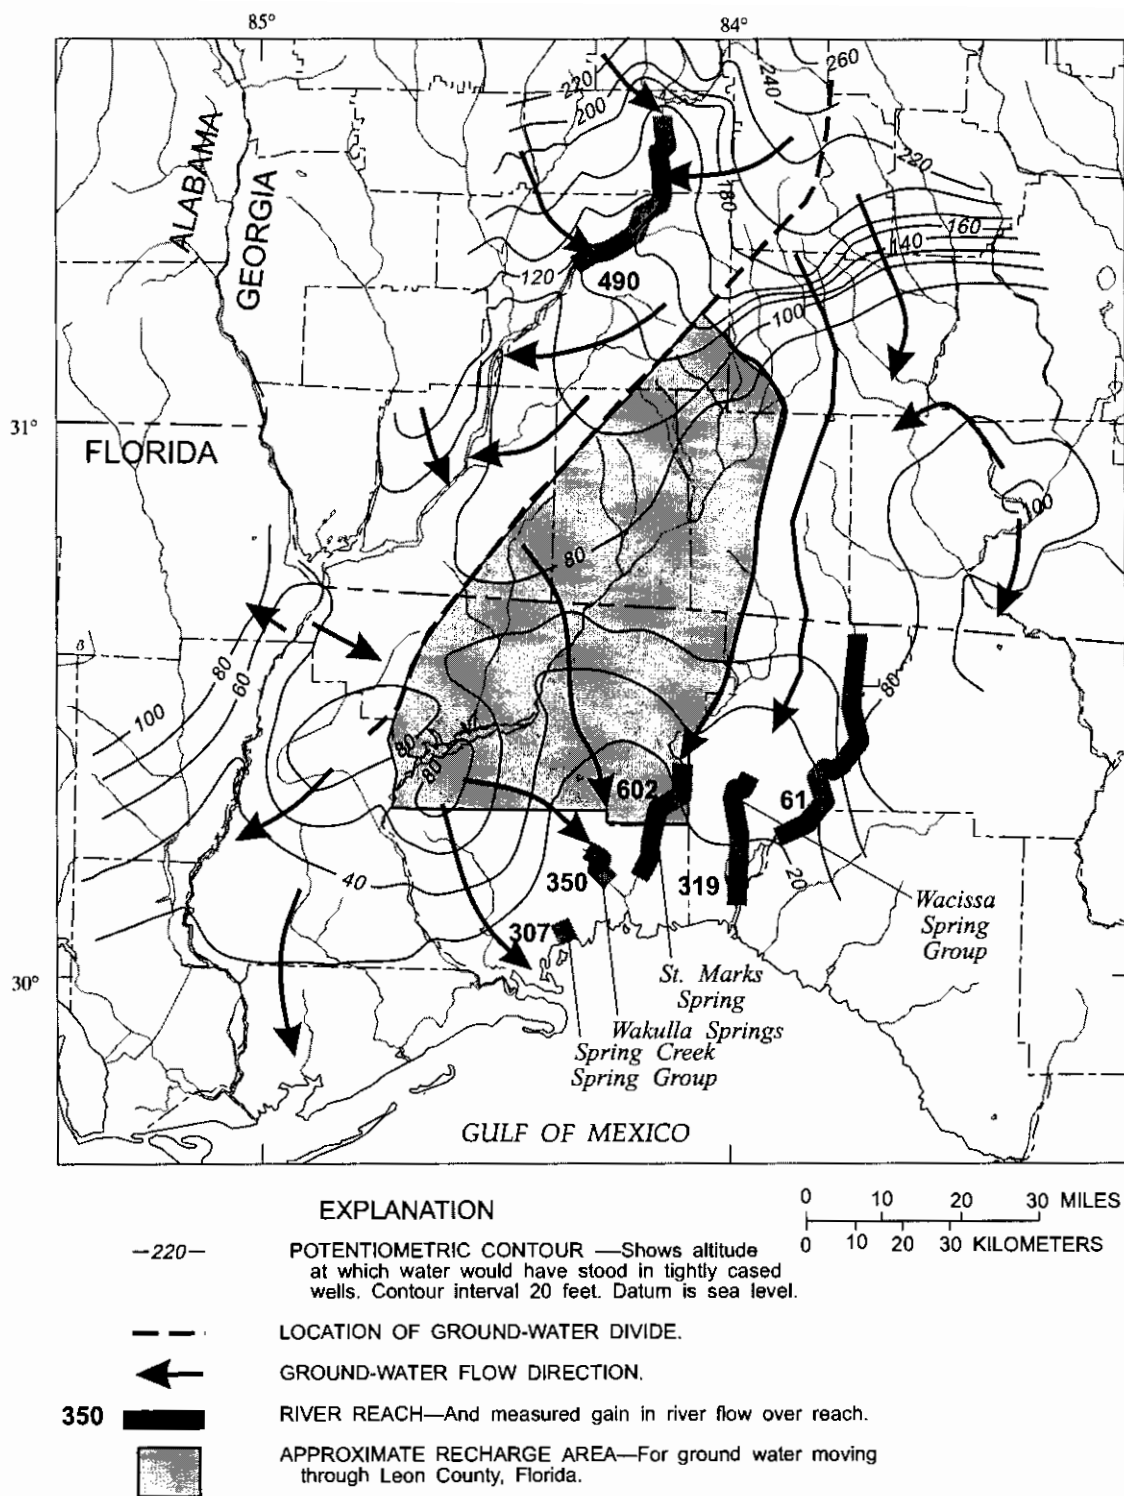 85°
84°
260
240
220
200
220
ALABAMA
GEORGIA
180
160
140
120
490
100
31°
FLORIDA
100
80
80
60
80
100
80
80
602
61
40
350
319
20
307
Wacissa
Spring
Group
30°
St. Marks
Spring
Wakulla Springs
Spring Creek
Spring Group
GULF OF MEXICO
EXPLANATION
0 10 20 30 MILES
0 10 20 30 KILOMETERS
—220—
POTENTIOMETRIC CONTOUR —Shows altitude
at which water would have stood in tightly cased
wells. Contour interval 20 feet. Datum is sea level.
LOCATION OF GROUND-WATER DIVIDE.
GROUND-WATER FLOW DIRECTION.
350
RIVER REACH—And measured gain in river flow over reach.
APPROXIMATE RECHARGE AREA—For ground water moving
through Leon County, Florida.